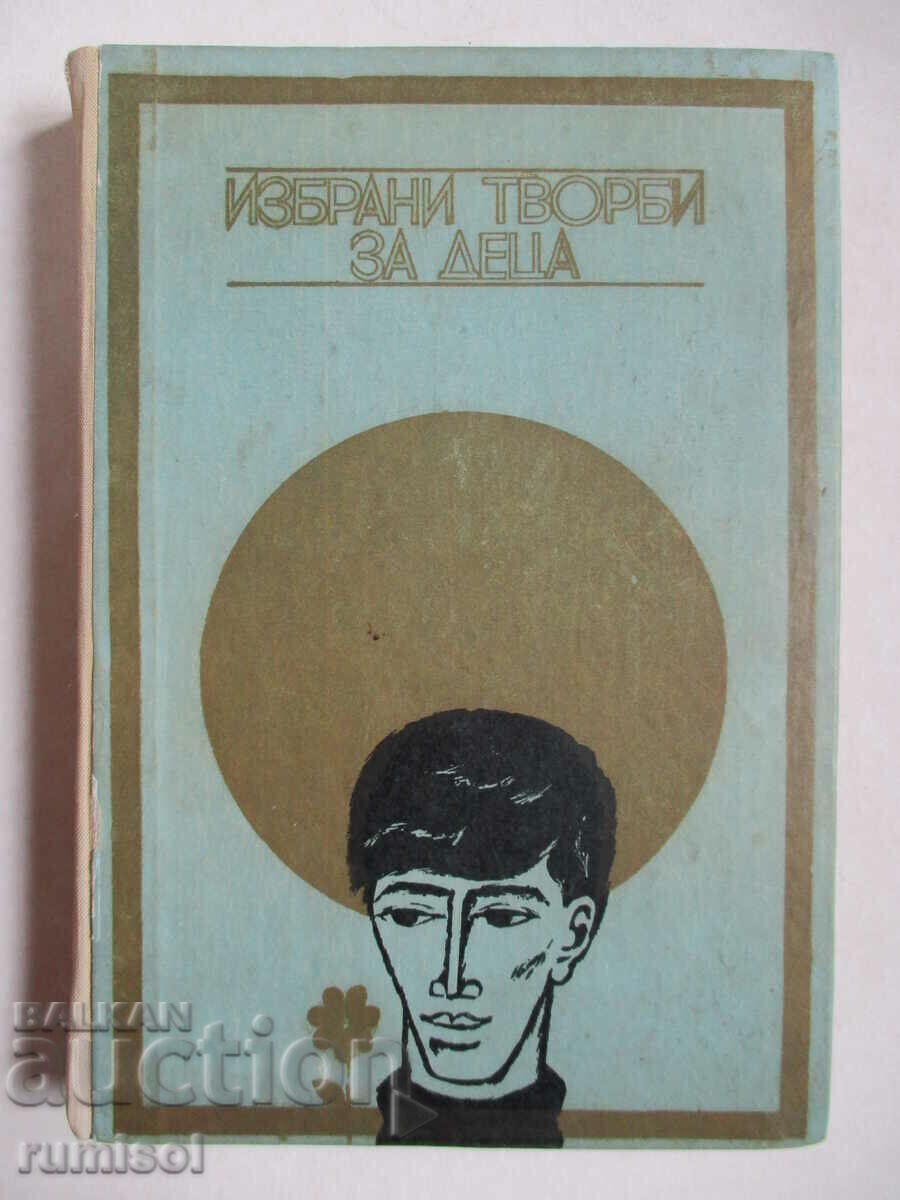 ИЗБРАНИ ТВОРБИ
ЗА ДЕЦА
BALKAN
auction
rumisol